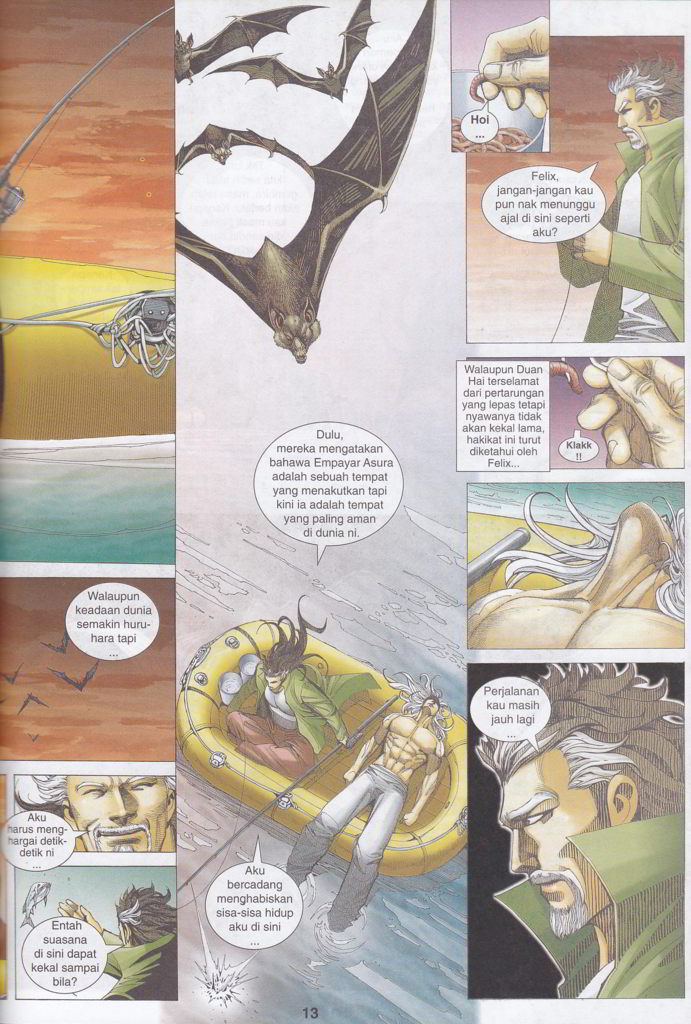 Walaupun
keadaan dunia
semakin huru-
hara tapi
...
Aku
harus meng-
hargai detik-
detik ni
...
Entah
suasana
di sini dapat
kekal sampai
bila?
Dulu,
mereka mengatakan
bahawa Empayar Asura
adalah sebuah tempat
yang menakutkan tapi
kini ia adalah tempat
yang paling aman
di dunia ni.
Aku
bercadang
menghabiskan
sisa-sisa hidup
aku di sini
...
Hoi
...
Felix,
jangan-jangan kau
pun nak menunggu
ajal di sini seperti
aku?
Walaupun Duan
Hai terselamat
dari pertarungan
yang lepas tetapi
nyawanya tidak
akan kekal lama,
hakikat ini turut
diketahui oleh
Felix...
Klakk
!!
Perjalanan
kau masih
jauh lagi
...
13